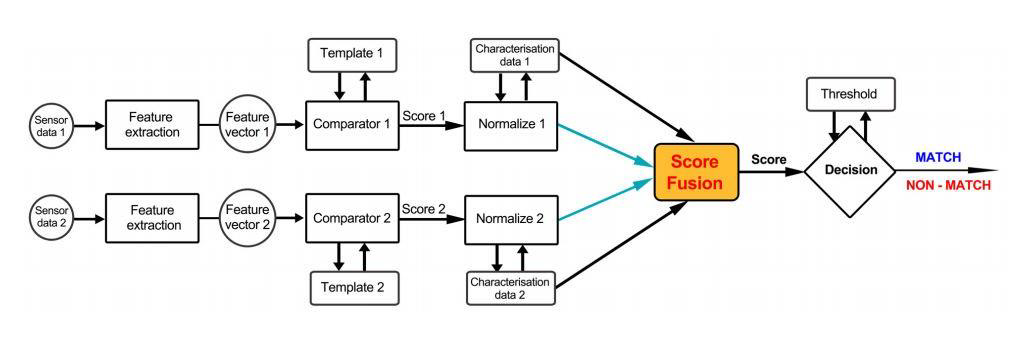 Template 1
Characterisation
data 1
Sensor
data 1
Feature
extraction
Feature
vector 1
Comparator 1
Score 1
Normalize 1
Threshold
Score
Fusion
Score
Decision
MATCH
NON - MATCH
Sensor
data 2
Feature
extraction
Feature
vector 2
Comparator 2
Score 2
Normalize 2
Template 2
Characterisation
data 2